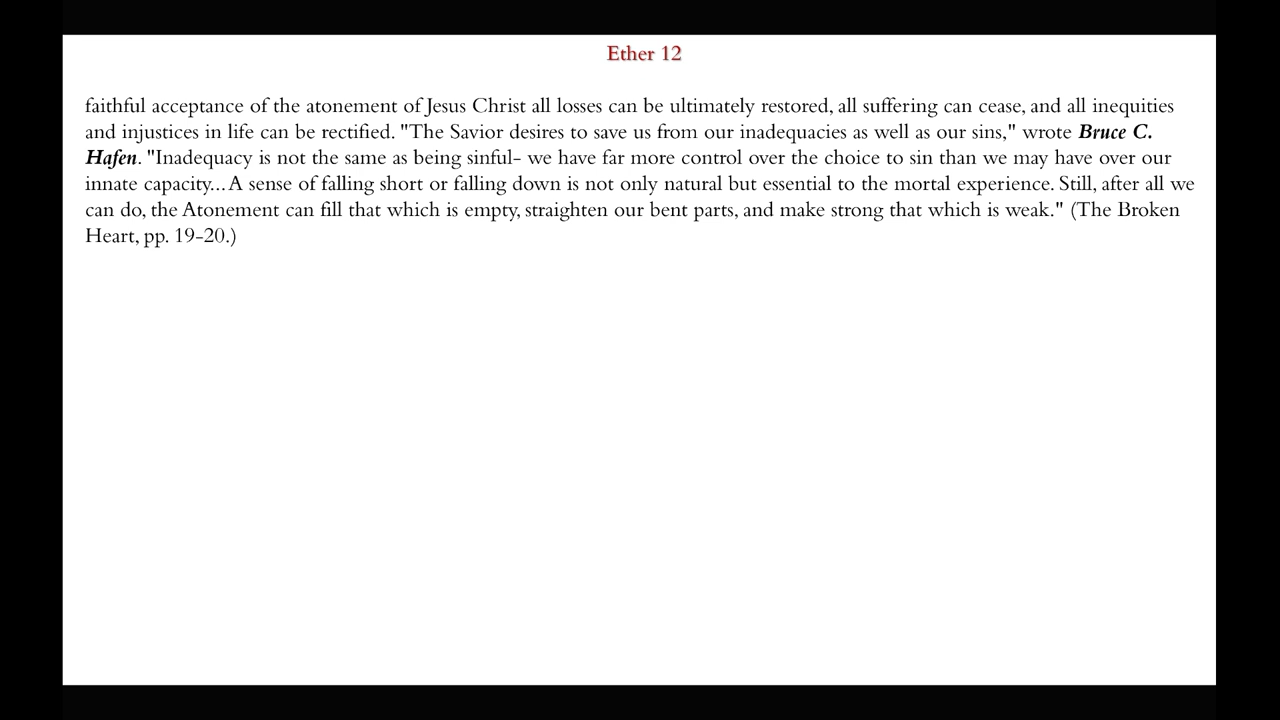 Ether 12
faithful acceptance of the atonement of Jesus Christ all losses can be ultimately restored, all suffering can cease, and all inequities
and injustices in life can be rectified. "The Savior desires to save us from our inadequacies as well as our sins," wrote Bruce C.
Hafen. "Inadequacy is not the same as being sinful- we have far more control over the choice to sin than we may have over our
innate capacity... A sense of falling short or falling down is not only natural but essential to the mortal experience. Still, after all we
can do, the Atonement can fill that which is empty, straighten our bent parts, and make strong that which is weak." (The Broken
Heart, pp. 19-20.)